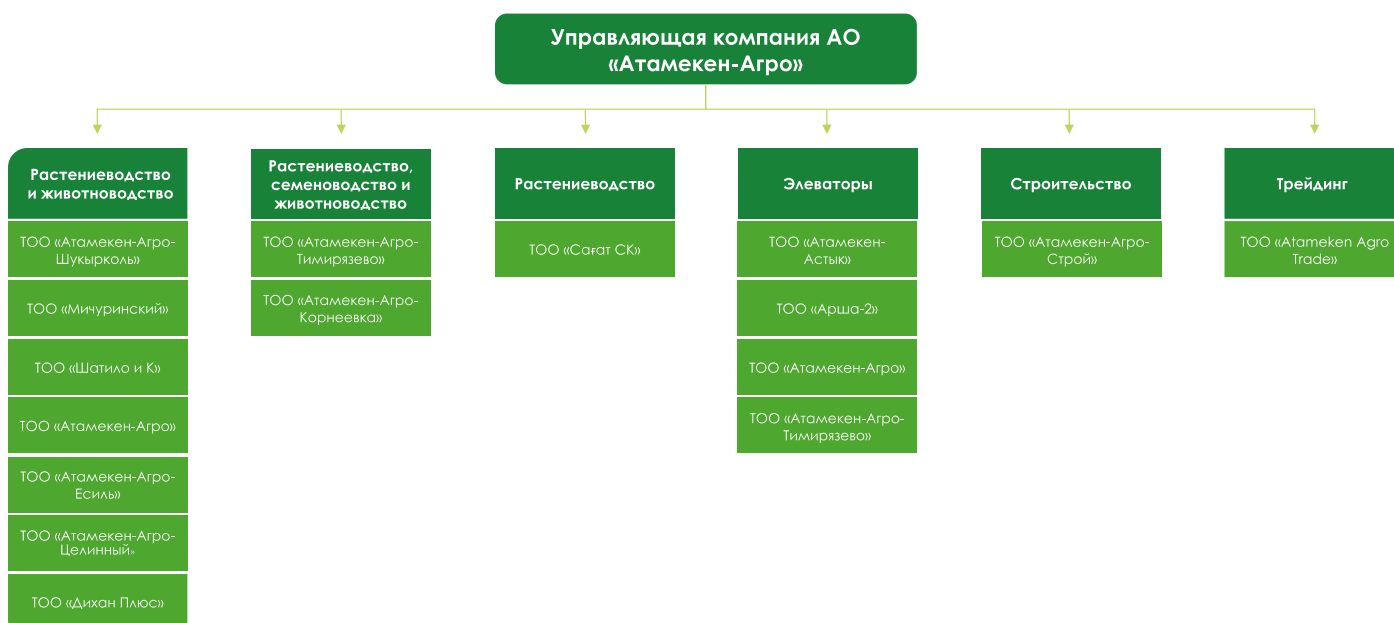 Управляющая компания АО
«Атамекен-Агро»
Растениеводство
и животноводство
ТОО «Атамекен-Агро-
Шукырколь»
ТОО «Мичуринский»
ТОО «Шатило и К»
ТОО «Атамекен-Агро»
ТОО «Атамекен-Агро-
Есиль»
ТОО «Атамекен-Агро-
Целинный»
ТОО «Дихан Плюс»
Растениеводство,
семеноводство и
животноводство
ТОО «Атамекен-Агро-
Тимирязево»
ТОО «Атамекен-Агро-
Корнеевка»
Растениеводство
ТОО «Сағат СК»
Элеваторы
ТОО «Атамекен-
Астык»
ТОО «Арша-2»
ТОО «Атамекен-Агро»
ТОО «Атамекен-Агро-
Тимирязево»
Строительство
ТОО «Атамекен-Агро-
Строй»
Трейдинг
ТОО «Atameken Agro
Trade»